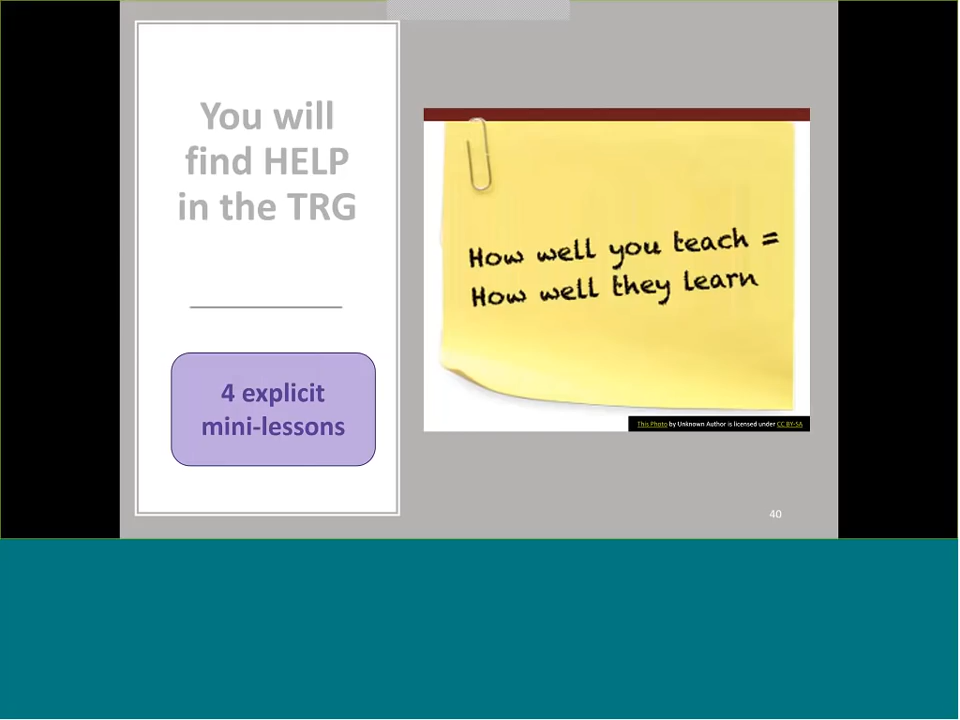 You will
find HELP
in the TRG
4 explicit
mini-lessons
How well you teach =
How well they learn
This Photo by Unknown Author is licensed under CC BY-SA
40